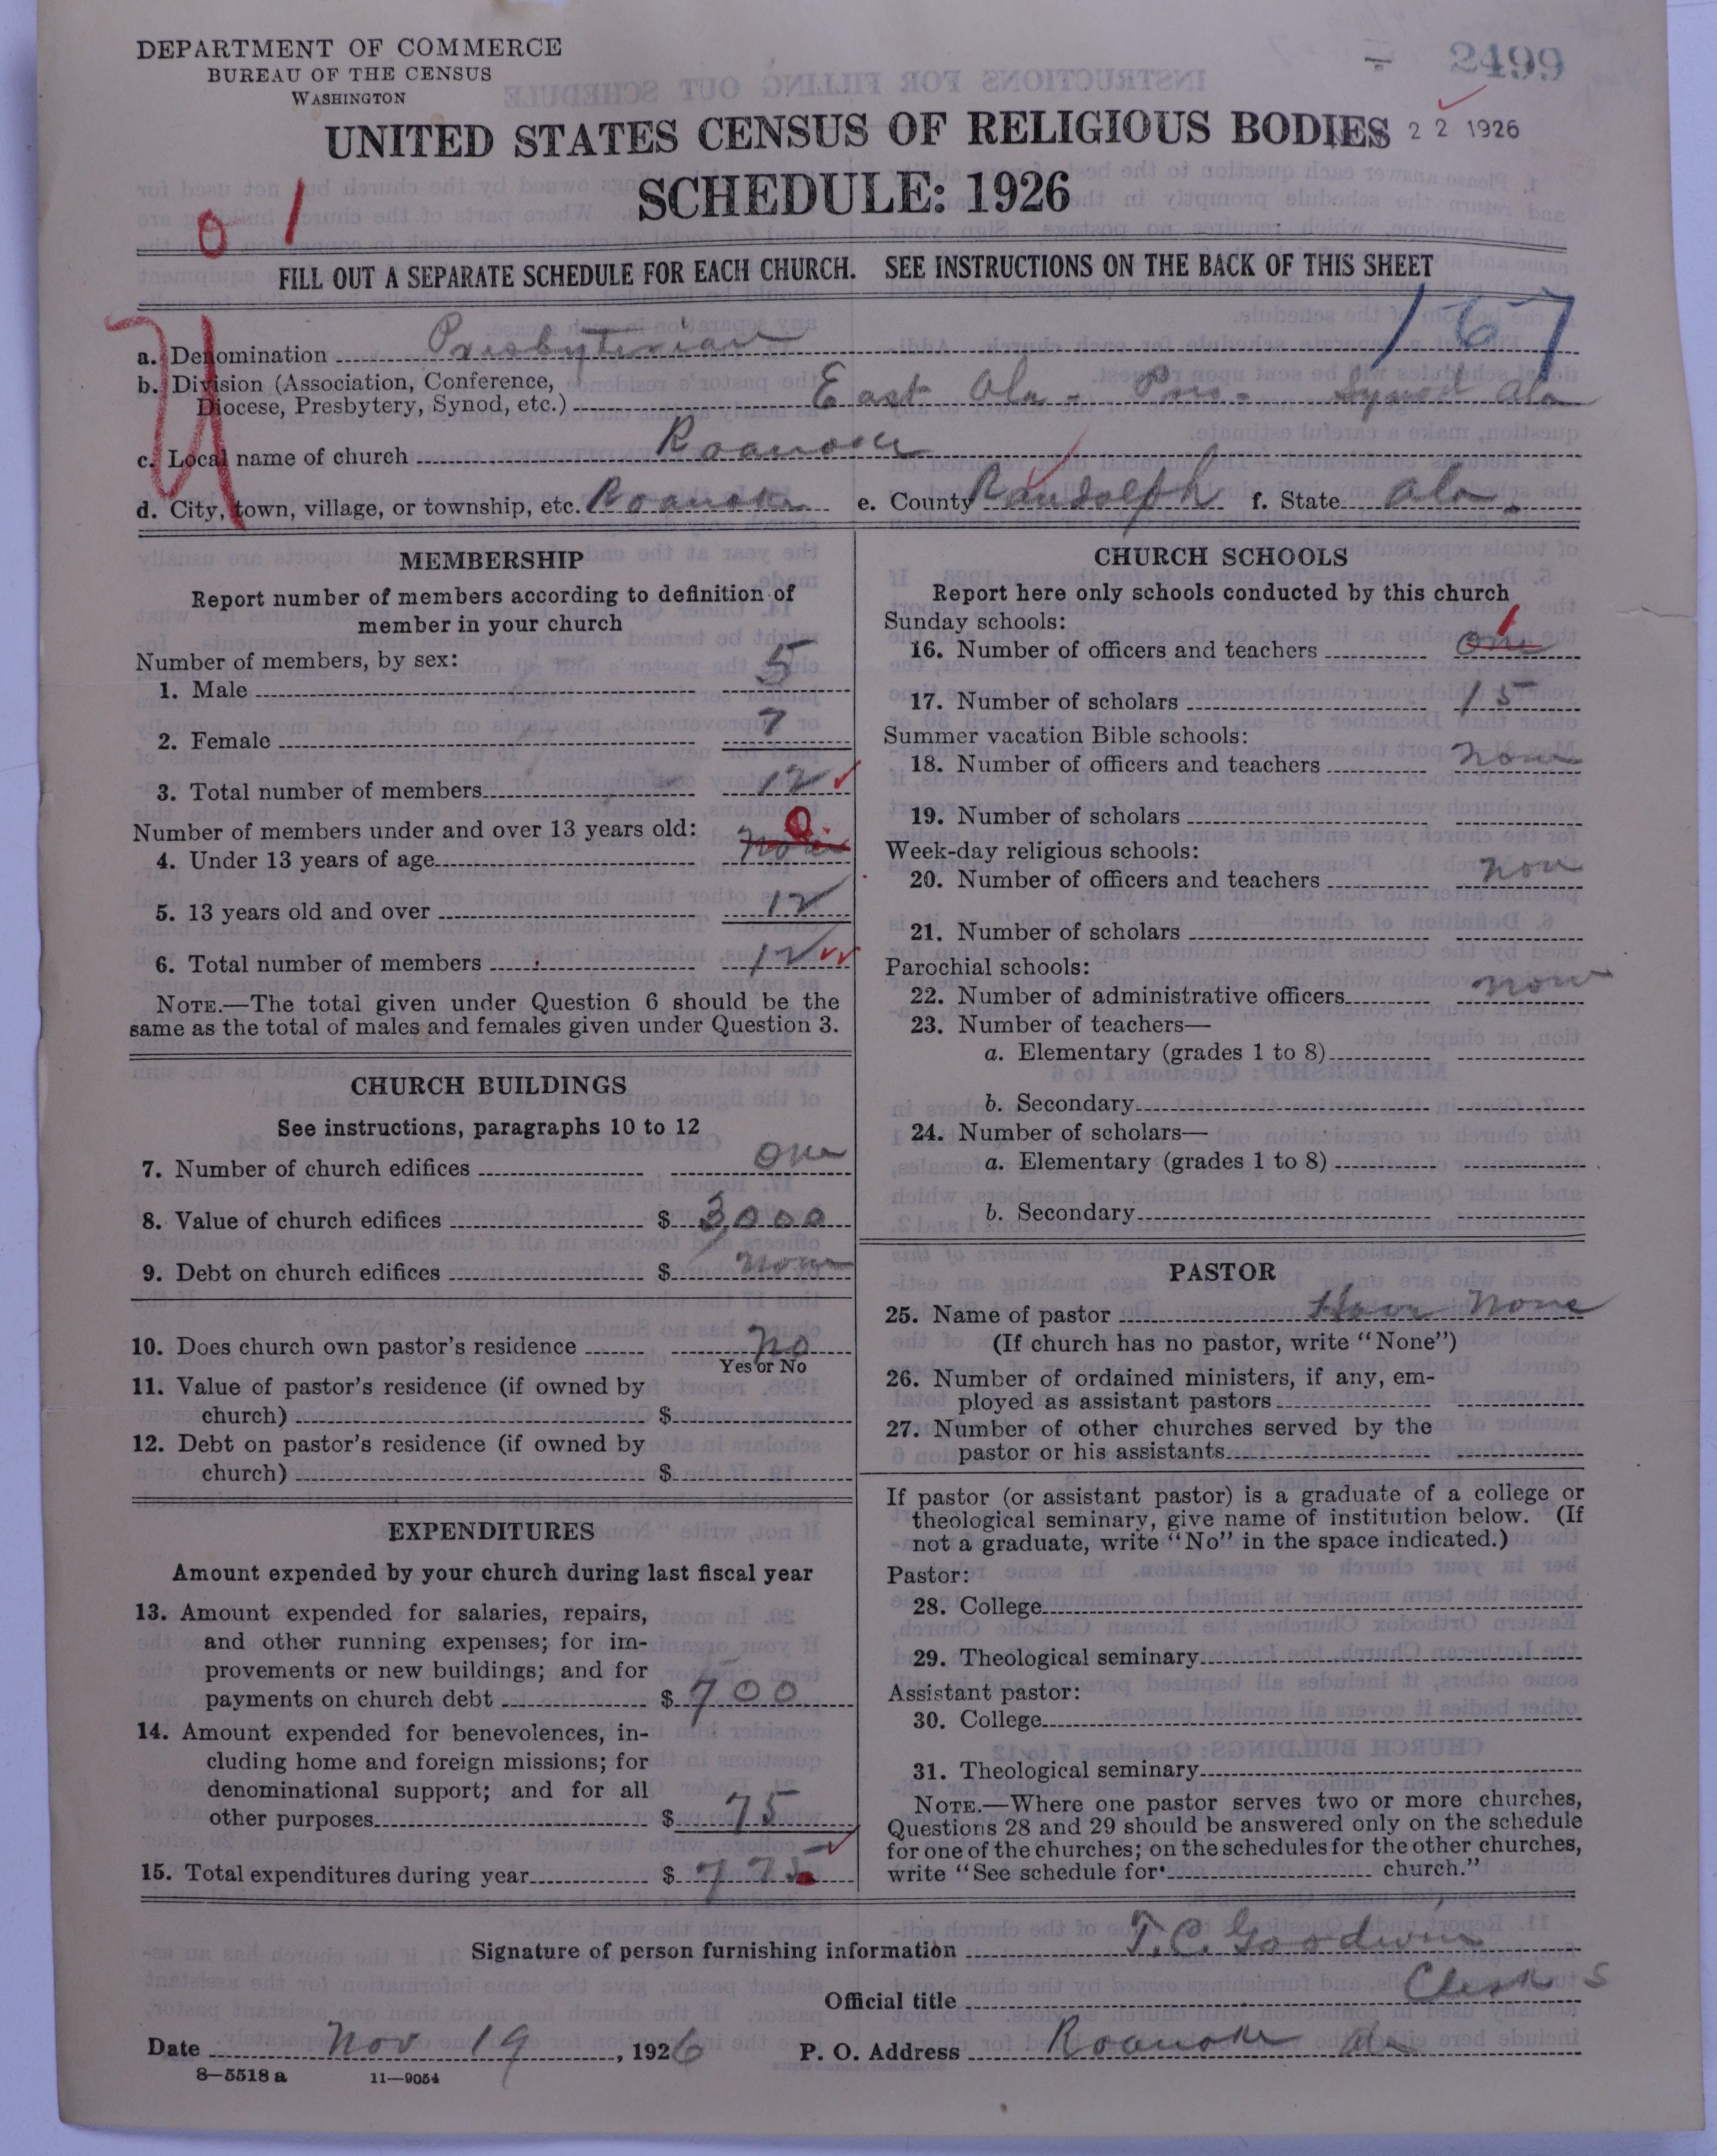 DEPARTMENT OF COMMERCE
BUREAU OF THE CENSUS
WASHINGTON
2499
UNITED STATES CENSUS OF RELIGIOUS BODIES
22 1926
SCHEDULE: 1926
0 1
FILL OUT A SEPARATE SCHEDULE FOR EACH CHURCH. SEE INSTRUCTIONS ON THE BACK OF THIS SHEET
167
a. Denomination Presbyterian
b. Division (Association, Conference,
Diocese, Presbytery, Synod, etc.) East Ala - Pres - Synod Ala
c. Local name of church Roanoke
d. City, town, village, or township, etc. Roanoke e. County Randolph f. State Ala.
MEMBERSHIP
Report number of members according to definition of
member in your church
Number of members, by sex:
1. Male 5
2. Female 7
3. Total number of members 12
Number of members under and over 13 years old:
4. Under 13 years of age none 0
5. 13 years old and over 12
6. Total number of members 12
NOTE.—The total given under Question 6 should be the
same as the total of males and females given under Question 3.
CHURCH BUILDINGS
See instructions, paragraphs 10 to 12
7. Number of church edifices one
8. Value of church edifices $ 3,000
9. Debt on church edifices $ none
10. Does church own pastor's residence no
Yes or No
11. Value of pastor's residence (if owned by
church) $
12. Debt on pastor's residence (if owned by
church) $
EXPENDITURES
Amount expended by your church during last fiscal year
13. Amount expended for salaries, repairs,
and other running expenses; for im-
provements or new buildings; and for
payments on church debt $ 700
14. Amount expended for benevolences, in-
cluding home and foreign missions; for
denominational support; and for all
other purposes $ 75
15. Total expenditures during year $ 775
CHURCH SCHOOLS
Report here only schools conducted by this church
Sunday schools:
16. Number of officers and teachers one 1
17. Number of scholars 15
Summer vacation Bible schools:
18. Number of officers and teachers none
19. Number of scholars
Week-day religious schools:
20. Number of officers and teachers none
21. Number of scholars
Parochial schools:
22. Number of administrative officers none
23. Number of teachers—
a. Elementary (grades 1 to 8)
b. Secondary
24. Number of scholars—
a. Elementary (grades 1 to 8)
b. Secondary
PASTOR
25. Name of pastor Have none
(If church has no pastor, write "None")
26. Number of ordained ministers, if any, em-
ployed as assistant pastors
27. Number of other churches served by the
pastor or his assistants
If pastor (or assistant pastor) is a graduate of a college or
theological seminary, give name of institution below. (If
not a graduate, write "No" in the space indicated.)
Pastor:
28. College
29. Theological seminary
Assistant pastor:
30. College
31. Theological seminary
NOTE.—Where one pastor serves two or more churches,
Questions 28 and 29 should be answered only on the schedule
for one of the churches; on the schedules for the other churches,
write "See schedule for church."
Signature of person furnishing information T. C. Goodwin
Official title Clerk S
Date Nov 19, 1926 P. O. Address Roanoke Ala
8—5518 a 11—9054